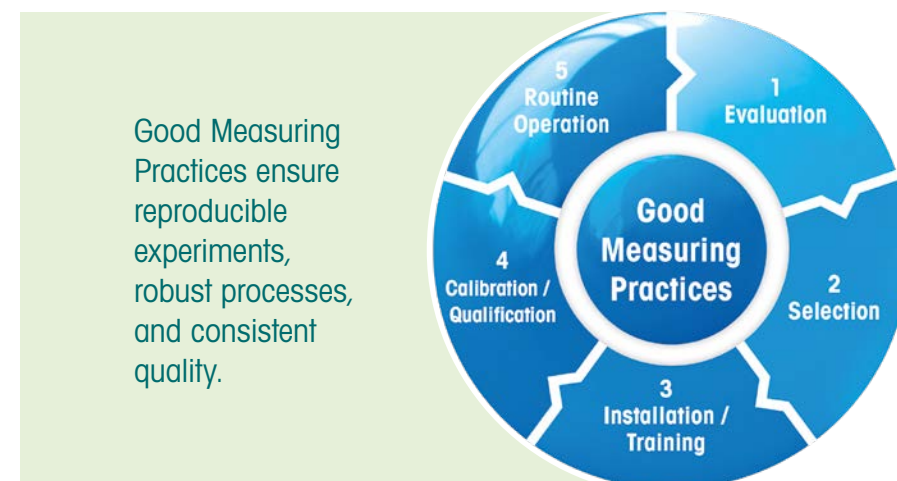 Good Measuring
Practices ensure
reproducible
experiments,
robust processes,
and consistent
quality.
5
Routine
Operation
1
Evaluation
Good
Measuring
Practices
4
Calibration /
Qualification
2
Selection
3
Installation /
Training